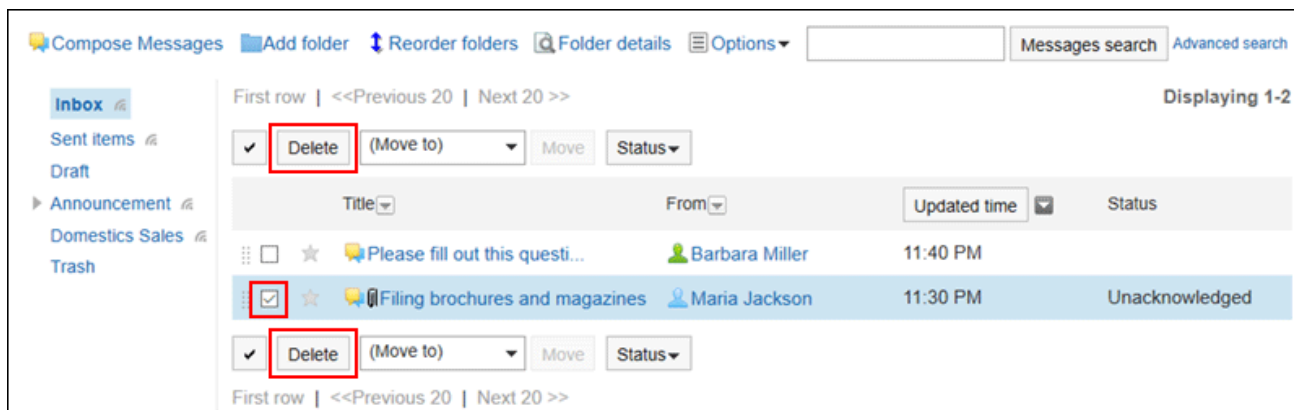 Compose Messages Add folder Reorder folders Folder details Options Messages search Advanced search
Inbox
Sent items
Draft
Announcement
Domestics Sales
Trash
First row | <<Previous 20 | Next 20 >> Displaying 1-2
Delete (Move to) Move Status
Title From Updated time Status
Please fill out this questi... Barbara Miller 11:40 PM
Filing brochures and magazines Maria Jackson 11:30 PM Unacknowledged
Delete (Move to) Move Status
First row | <<Previous 20 | Next 20 >>